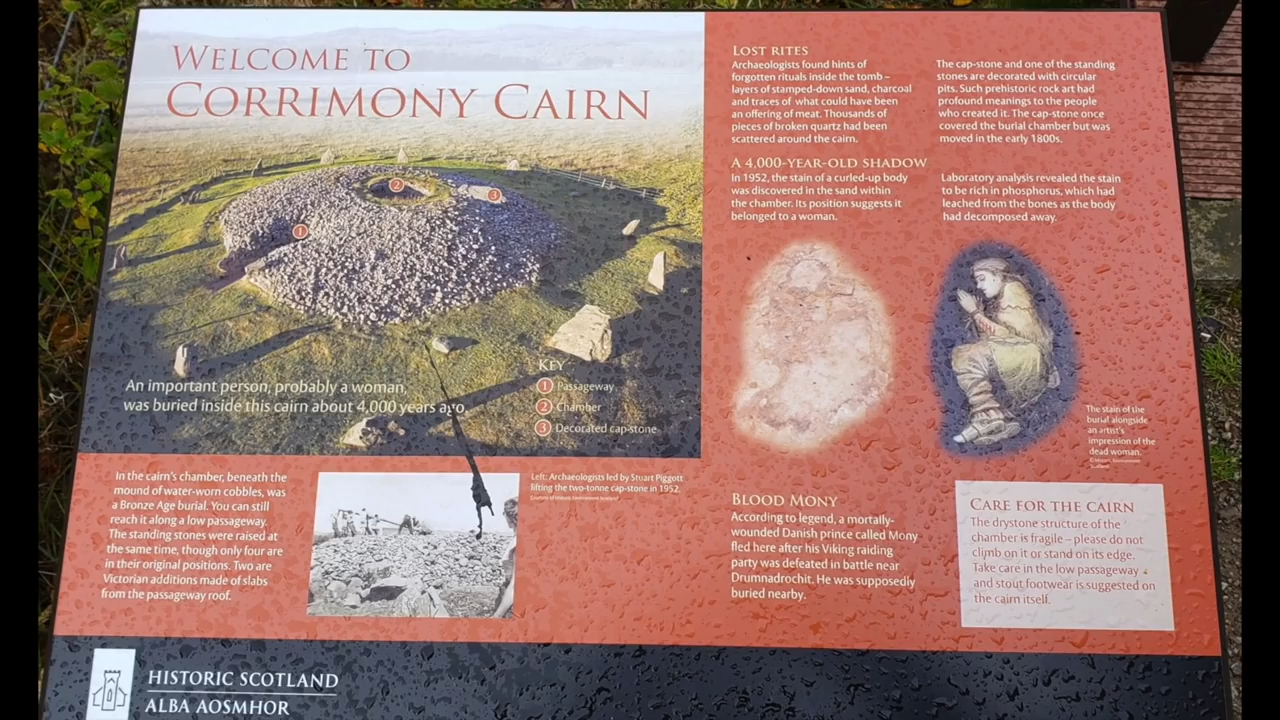 WELCOME TO
CORRIMONY CAIRN
1
2
3
An important person, probably a woman,
was buried inside this cairn about 4,000 years ago.
KEY
1 Passageway
2 Chamber
3 Decorated cap-stone
In the cairn's chamber, beneath the
mound of water-worn cobbles, was
a Bronze Age burial. You can still
reach it along a low passageway.
The standing stones were raised at
the same time, though only four are
in their original positions. Two are
Victorian additions made of slabs
from the passageway roof.
Left: Archaeologists led by Stuart Piggott
lifting the two-tonne cap-stone in 1952.
Courtesy of Historic Environment Scotland
LOST RITES
Archaeologists found hints of
forgotten rituals inside the tomb –
layers of stamped-down sand, charcoal
and traces of what could have been
an offering of meat. Thousands of
pieces of broken quartz had been
scattered around the cairn.
The cap-stone and one of the standing
stones are decorated with circular
pits. Such prehistoric rock art had
profound meanings to the people
who created it. The cap-stone once
covered the burial chamber but was
moved in the early 1800s.
A 4,000-YEAR-OLD SHADOW
In 1952, the stain of a curled-up body
was discovered in the sand within
the chamber. Its position suggests it
belonged to a woman.
Laboratory analysis revealed the stain
to be rich in phosphorus, which had
leached from the bones as the body
had decomposed away.
The stain of the
burial alongside
an artist's
impression of the
dead woman.
© Historic Environment
Scotland
BLOOD MONY
According to legend, a mortally-
wounded Danish prince called Mony
fled here after his Viking raiding
party was defeated in battle near
Drumnadrochit. He was supposedly
buried nearby.
CARE FOR THE CAIRN
The drystone structure of the
chamber is fragile – please do not
climb on it or stand on its edge.
Take care in the low passageway
and stout footwear is suggested on
the cairn itself.
HISTORIC SCOTLAND
ALBA AOSMHOR